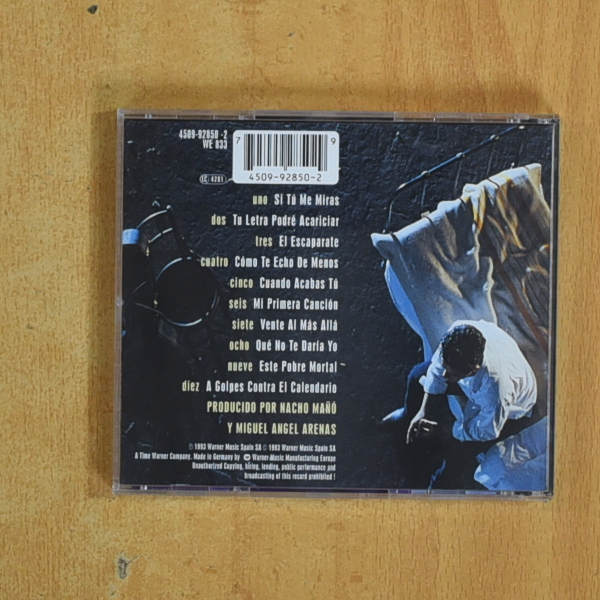 4509-92850 -2
WE 833
7 9
4509-92850-2
LC 4281
uno Si Tú Me Miras
dos Tu Letra Podré Acariciar
tres El Escaparate
cuatro Cómo Te Echo De Menos
cinco Cuando Acabas Tú
seis Mi Primera Canción
siete Vente Al Más Allá
ocho Qué No Te Daría Yo
nueve Este Pobre Mortal
diez A Golpes Contra El Calendario
PRODUCIDO POR NACHO MAÑÓ
Y MIGUEL ANGEL ARENAS
℗ 1993 Warner Music Spain SA © 1993 Warner Music Spain SA
A Time Warner Company. Made in Germany by Warner-Music Manufacturing Europe
Unauthorized Copying, hiring, lending, public performance and
broadcasting of this record prohibited !